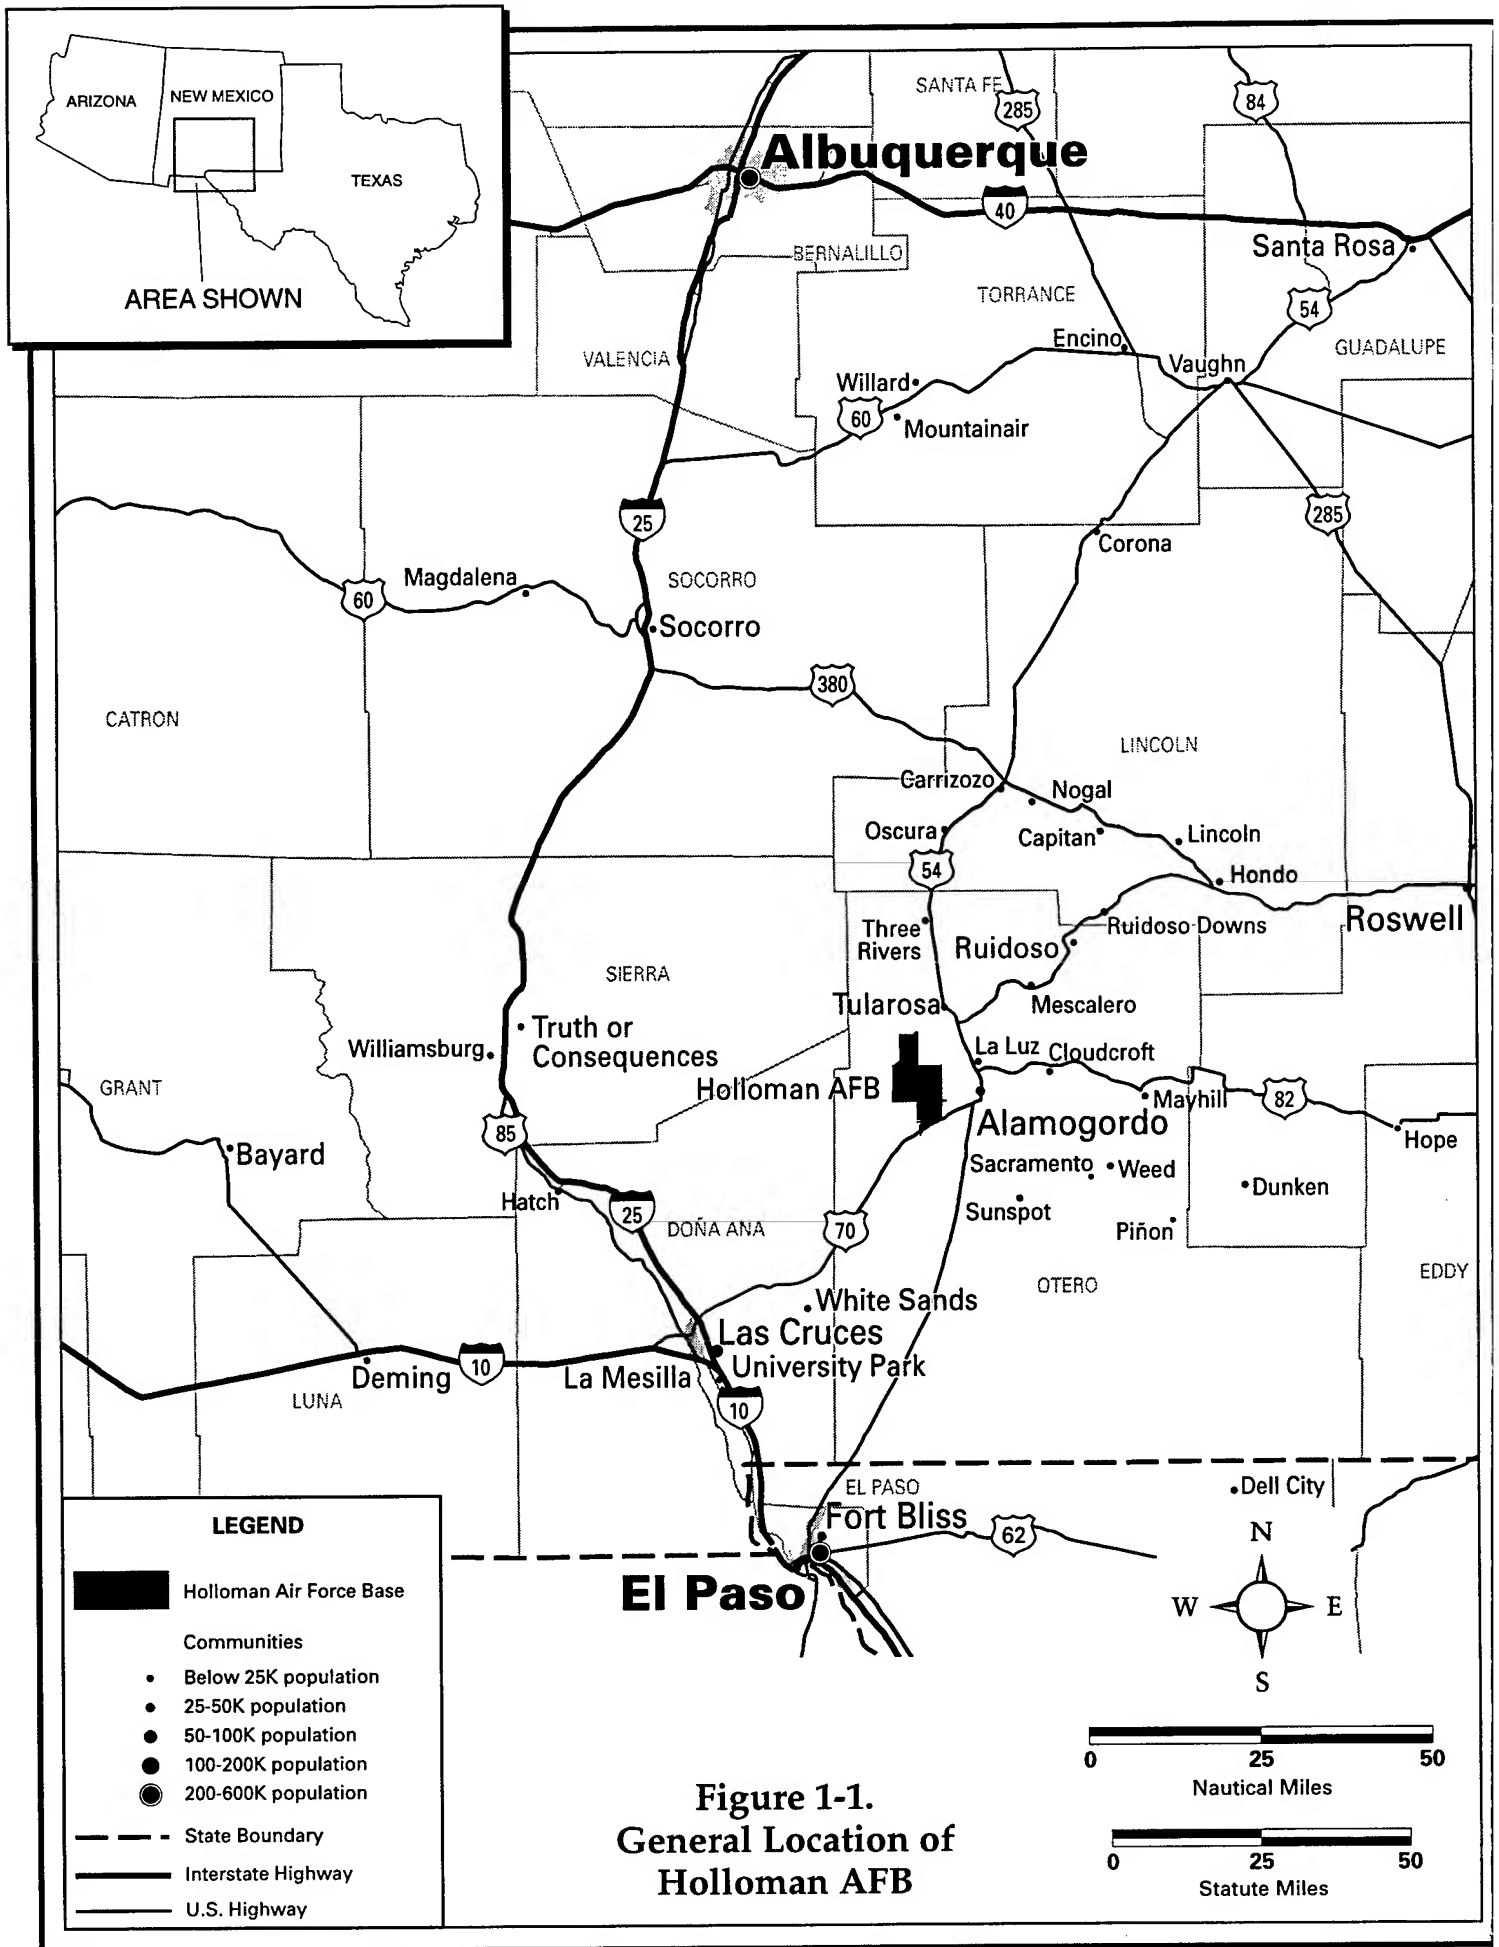 ARIZONA
NEW MEXICO
TEXAS
AREA SHOWN
SANTA FE
285
84
Albuquerque
40
Santa Rosa
BERNALILLO
TORRANCE
54
VALENCIA
Encino
Vaughn
GUADALUPE
Willard
60
Mountainair
25
285
Corona
Magdalena
SOCORRO
60
Socorro
380
CATRON
LINCOLN
Carrizozo
Nogal
Oscura
Capitan
Lincoln
54
Hondo
Three
Rivers
Ruidoso
Ruidoso Downs
Roswell
SIERRA
Tularosa
Mescalero
Truth or
Consequences
Williamsburg
La Luz
Cloudcroft
GRANT
Holloman AFB
Mayhill
82
Alamogordo
85
Hope
Bayard
Sacramento
Weed
Dunken
Hatch
25
DOÑA ANA
70
Sunspot
Piñon
EDDY
OTERO
White Sands
Las Cruces
University Park
Deming
10
La Mesilla
LUNA
10
EL PASO
Dell City
Fort Bliss
62
El Paso
N
W
E
S
LEGEND
Holloman Air Force Base
Communities
Below 25K population
25-50K population
50-100K population
100-200K population
200-600K population
State Boundary
Interstate Highway
U.S. Highway
Figure 1-1.
General Location of
Holloman AFB
0 25 50
Nautical Miles
0 25 50
Statute Miles